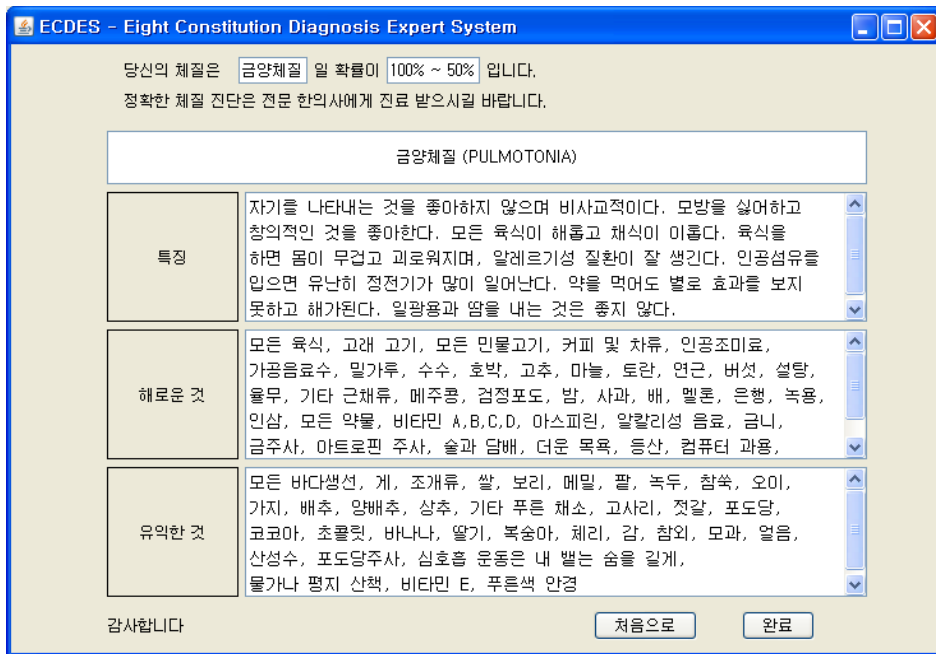 ECDES - Eight Constitution Diagnosis Expert System
당신의 체질은 금양체질 일 확률이 100% ~ 50% 입니다.
정확한 체질 진단은 전문 한의사에게 진료 받으시길 바랍니다.
금양체질 (PULMOTONIA)
특징
자기를 나타내는 것을 좋아하지 않으며 비사교적이다. 모방을 싫어하고
창의적인 것을 좋아한다. 모든 육식이 해롭고 채식이 이롭다. 육식을
하면 몸이 무겁고 괴로워지며, 알레르기성 질환이 잘 생긴다. 인공섬유를
입으면 유난히 정전기가 많이 일어난다. 약을 먹어도 별로 효과를 보지
못하고 해가된다. 일광욕과 땀을 내는 것은 좋지 않다.
해로운 것
모든 육식, 고래 고기, 모든 민물고기, 커피 및 차류, 인공조미료,
가공음료수, 밀가루, 수수, 호박, 고추, 마늘, 토란, 연근, 버섯, 설탕,
율무, 기타 근채류, 메주콩, 검정포도, 밤, 사과, 배, 멜론, 은행, 녹용,
인삼, 모든 약물, 비타민 A,B,C,D, 아스피린, 알칼리성 음료, 금니,
금주사, 아트로핀 주사, 술과 담배, 더운 목욕, 등산, 컴퓨터 과용,
유익한 것
모든 바다생선, 게, 조개류, 쌀, 보리, 메밀, 팥, 녹두, 참쑥, 오이,
가지, 배추, 양배추, 상추, 기타 푸른 채소, 고사리, 젓갈, 포도당,
코코아, 초콜릿, 바나나, 딸기, 복숭아, 체리, 감, 참외, 모과, 얼음,
산성수, 포도당주사, 심호흡 운동은 내 뱉는 숨을 길게,
물가나 평지 산책, 비타민 E, 푸른색 안경
감사합니다
처음으로
완료